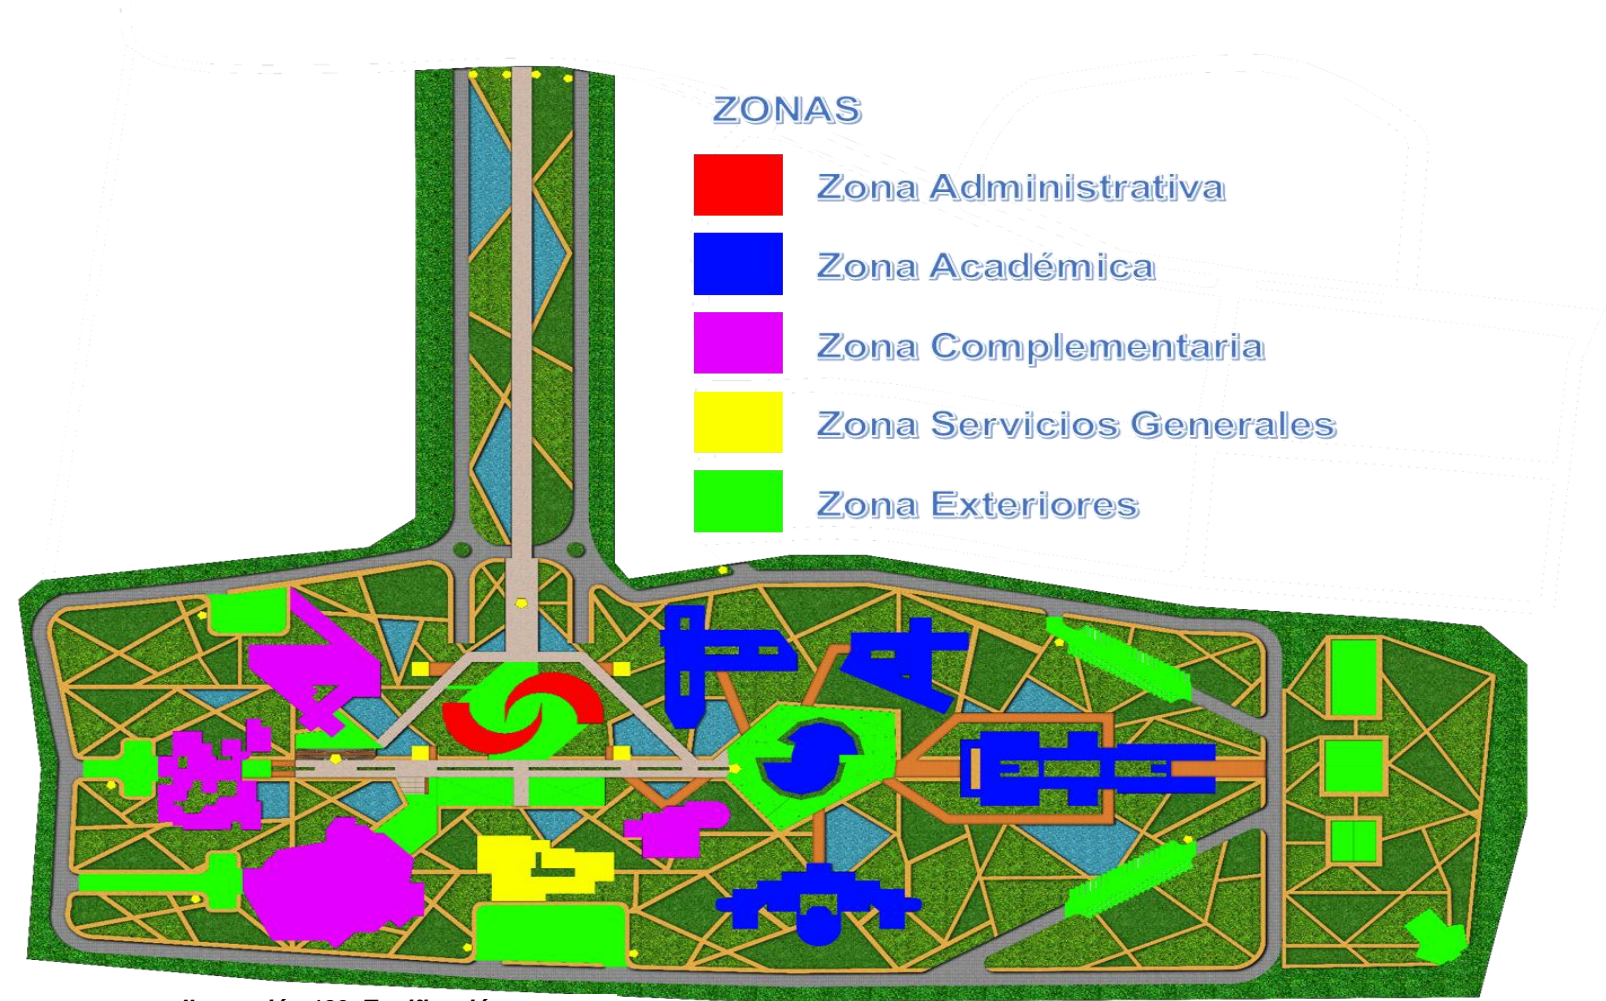 ZONAS
Zona Administrativa
Zona Académica
Zona Complementaria
Zona Servicios Generales
Zona Exteriores